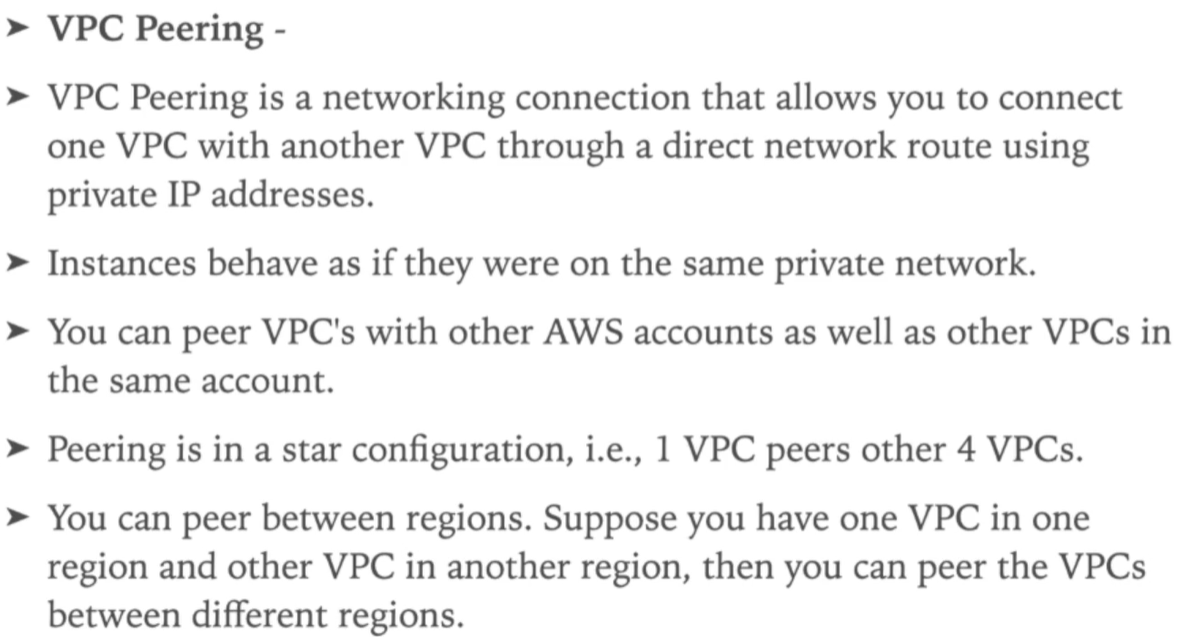 ➤ VPC Peering -
➤ VPC Peering is a networking connection that allows you to connect
one VPC with another VPC through a direct network route using
private IP addresses.
➤ Instances behave as if they were on the same private network.
➤ You can peer VPC's with other AWS accounts as well as other VPCs in
the same account.
➤ Peering is in a star configuration, i.e., 1 VPC peers other 4 VPCs.
➤ You can peer between regions. Suppose you have one VPC in one
region and other VPC in another region, then you can peer the VPCs
between different regions.